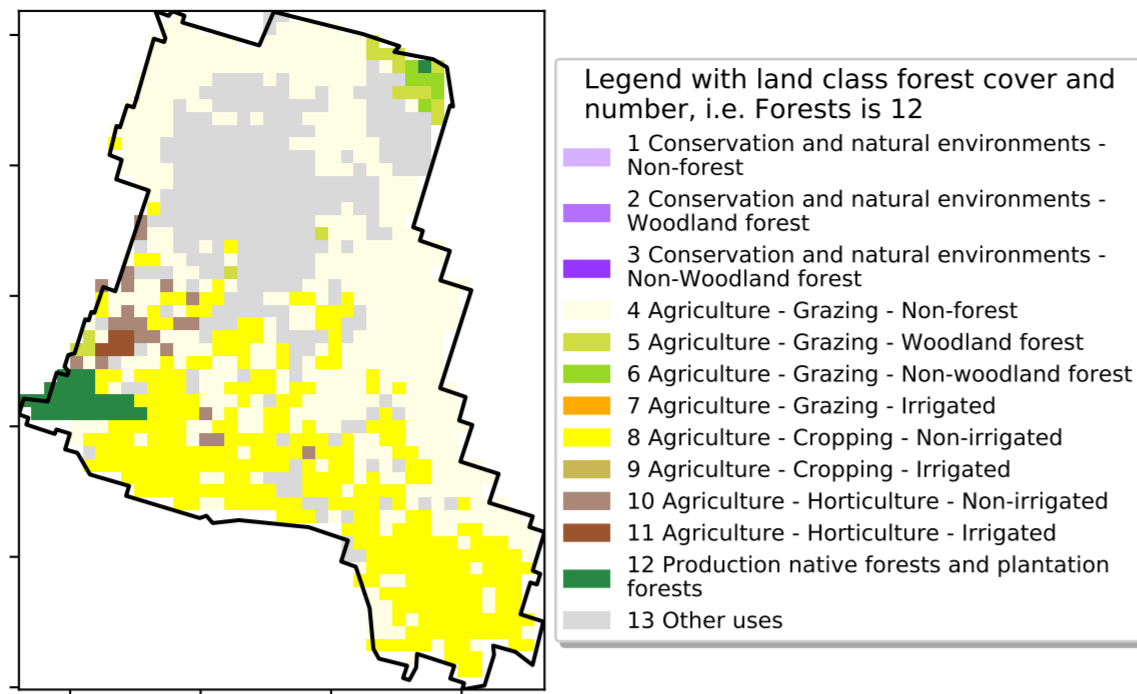 Legend with land class forest cover and
number, i.e. Forests is 12
1 Conservation and natural environments -
Non-forest
2 Conservation and natural environments -
Woodland forest
3 Conservation and natural environments -
Non-Woodland forest
4 Agriculture - Grazing - Non-forest
5 Agriculture - Grazing - Woodland forest
6 Agriculture - Grazing - Non-woodland forest
7 Agriculture - Grazing - Irrigated
8 Agriculture - Cropping - Non-irrigated
9 Agriculture - Cropping - Irrigated
10 Agriculture - Horticulture - Non-irrigated
11 Agriculture - Horticulture - Irrigated
12 Production native forests and plantation
forests
13 Other uses